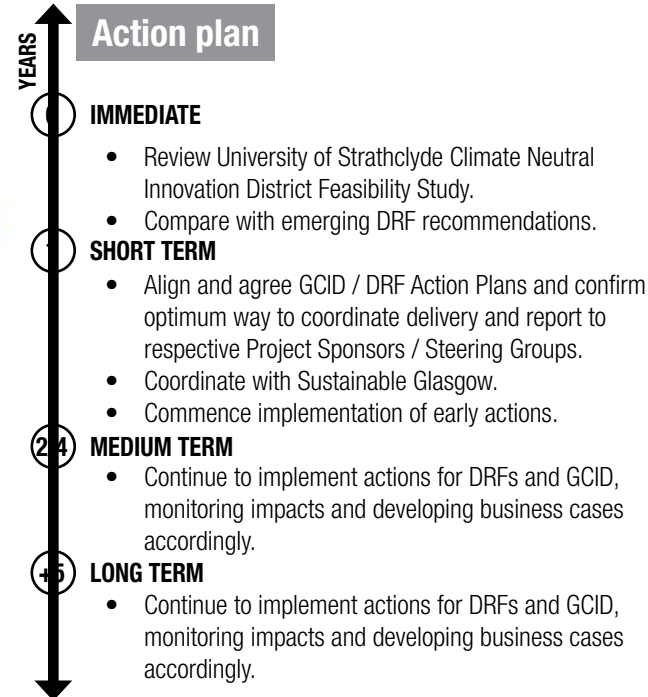 YEARS
Action plan
IMMEDIATE
• Review University of Strathclyde Climate Neutral
Innovation District Feasibility Study.
• Compare with emerging DRF recommendations.
SHORT TERM
• Align and agree GCID / DRF Action Plans and confirm
optimum way to coordinate delivery and report to
respective Project Sponsors / Steering Groups.
• Coordinate with Sustainable Glasgow.
• Commence implementation of early actions.
2 4 MEDIUM TERM
• Continue to implement actions for DRFs and GCID,
monitoring impacts and developing business cases
accordingly.
+5 LONG TERM
• Continue to implement actions for DRFs and GCID,
monitoring impacts and developing business cases
accordingly.